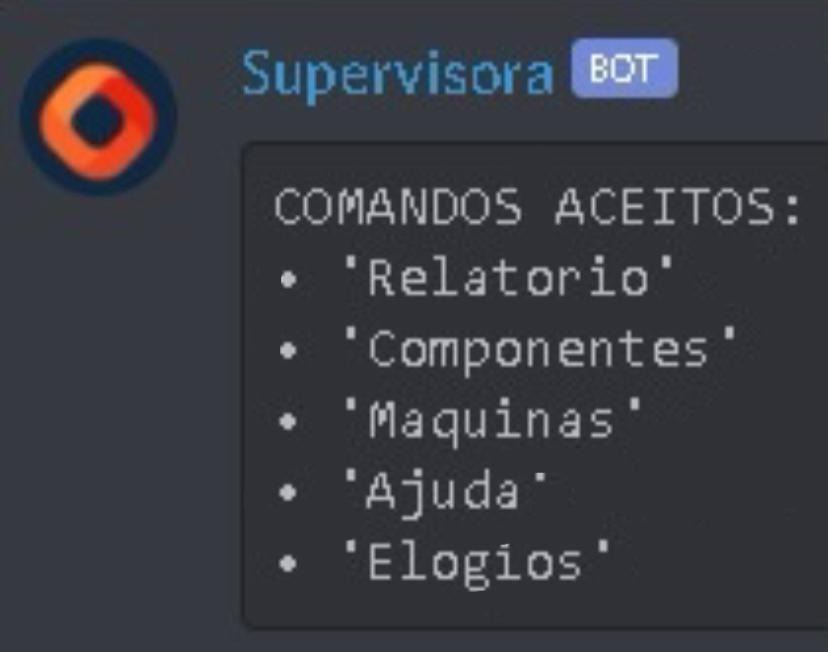 Supervisora BOT
COMANDOS ACEITOS:
• 'Relatorio'
• 'Componentes'
• 'Maquinas'
• 'Ajuda'
• 'Elogios'